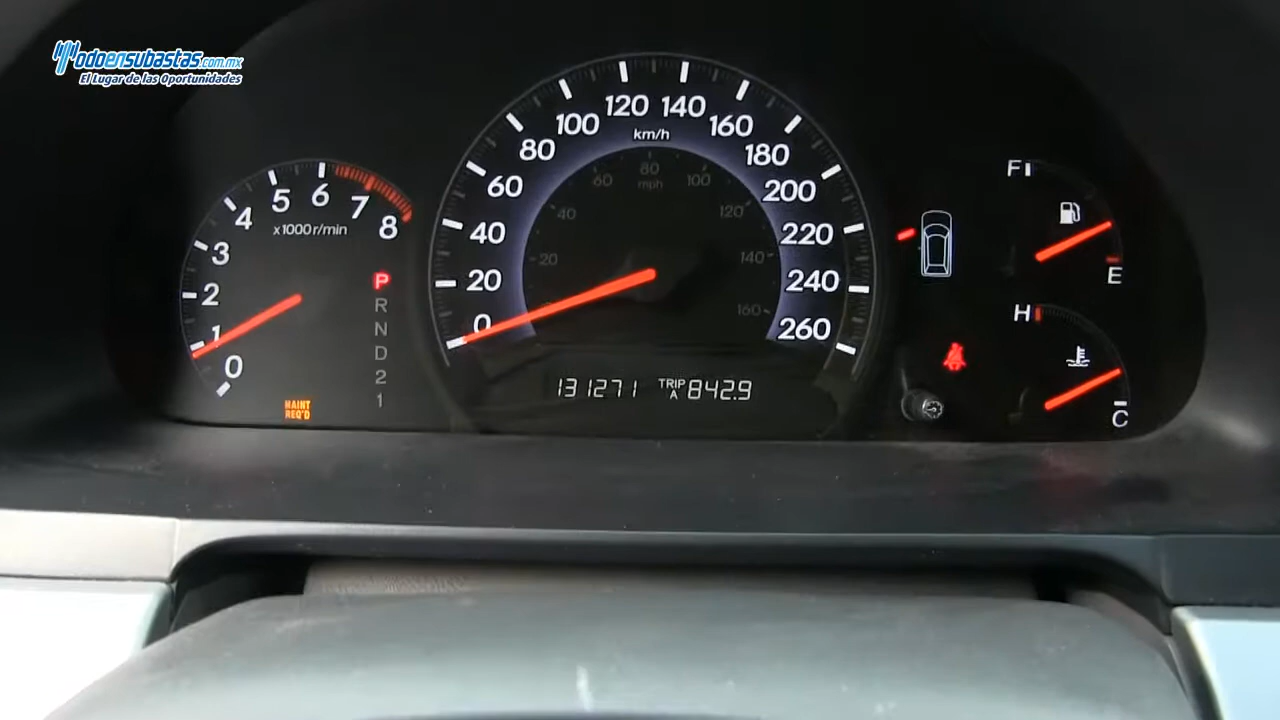 Todoensubastas.com.mx
El Lugar de las Oportunidades
0
1
2
3
4
5
6
7
8
x1000 r/min
P
R
N
D
2
1
MAINT
REQ'D
0
20
40
60
80
100
120
140
160
180
200
220
240
260
km/h
20
40
60
80
100
120
140
160
mph
131271 TRIP A 842.9
F
E
H
C